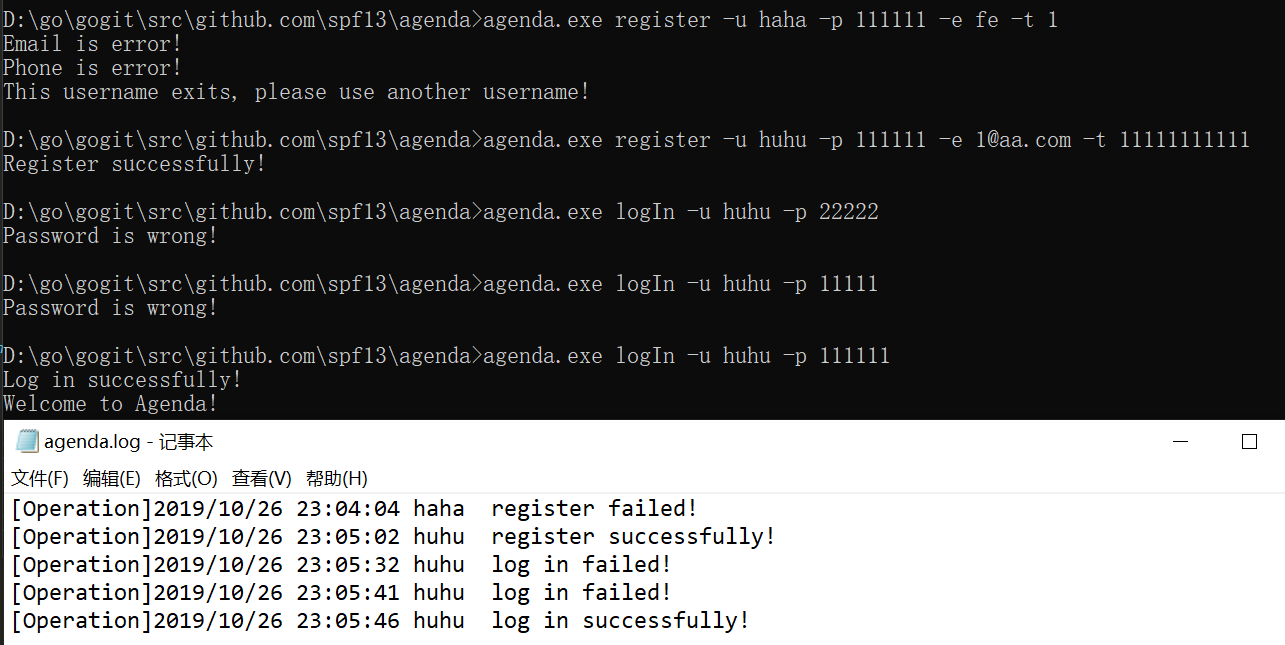 D:\go\gogit\src\github.com\spf13\agenda>agenda.exe register -u haha -p 111111 -e fe -t 1
Email is error!
Phone is error!
This username exits, please use another username!
D:\go\gogit\src\github.com\spf13\agenda>agenda.exe register -u huhu -p 111111 -e 1@aa.com -t 11111111111
Register successfully!
D:\go\gogit\src\github.com\spf13\agenda>agenda.exe logIn -u huhu -p 22222
Password is wrong!
D:\go\gogit\src\github.com\spf13\agenda>agenda.exe logIn -u huhu -p 11111
Password is wrong!
D:\go\gogit\src\github.com\spf13\agenda>agenda.exe logIn -u huhu -p 111111
Log in successfully!
Welcome to Agenda!
agenda.log - 记事本
文件(F) 编辑(E) 格式(O) 查看(V) 帮助(H)
[Operation]2019/10/26 23:04:04 haha  register failed!
[Operation]2019/10/26 23:05:02 huhu  register successfully!
[Operation]2019/10/26 23:05:32 huhu  log in failed!
[Operation]2019/10/26 23:05:41 huhu  log in failed!
[Operation]2019/10/26 23:05:46 huhu  log in successfully!